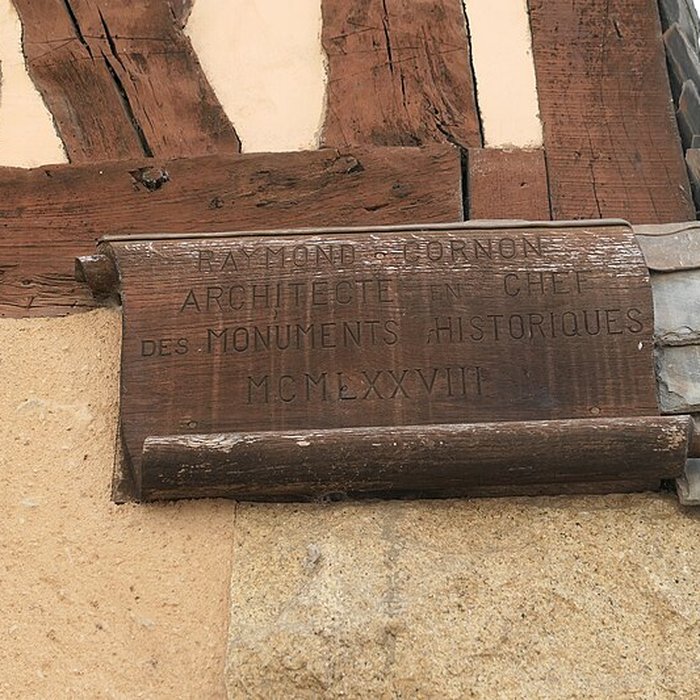 RAYMOND - CORNON
ARCHITECTE EN CHEF
DES MONUMENTS HISTORIQUES
MCMLXXVIII